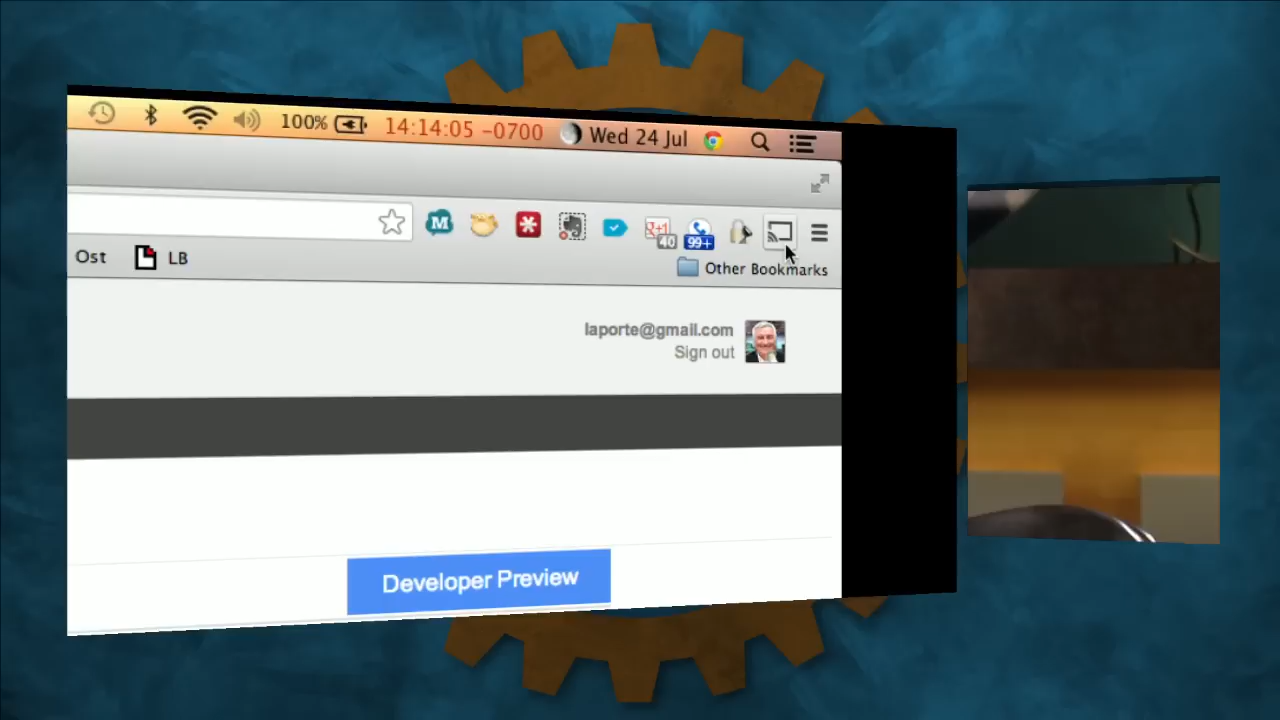 100% 14:14:05 -0700 Wed 24 Jul
M g+1 40 99+
Ost LB Other Bookmarks
laporte@gmail.com
Sign out
Developer Preview